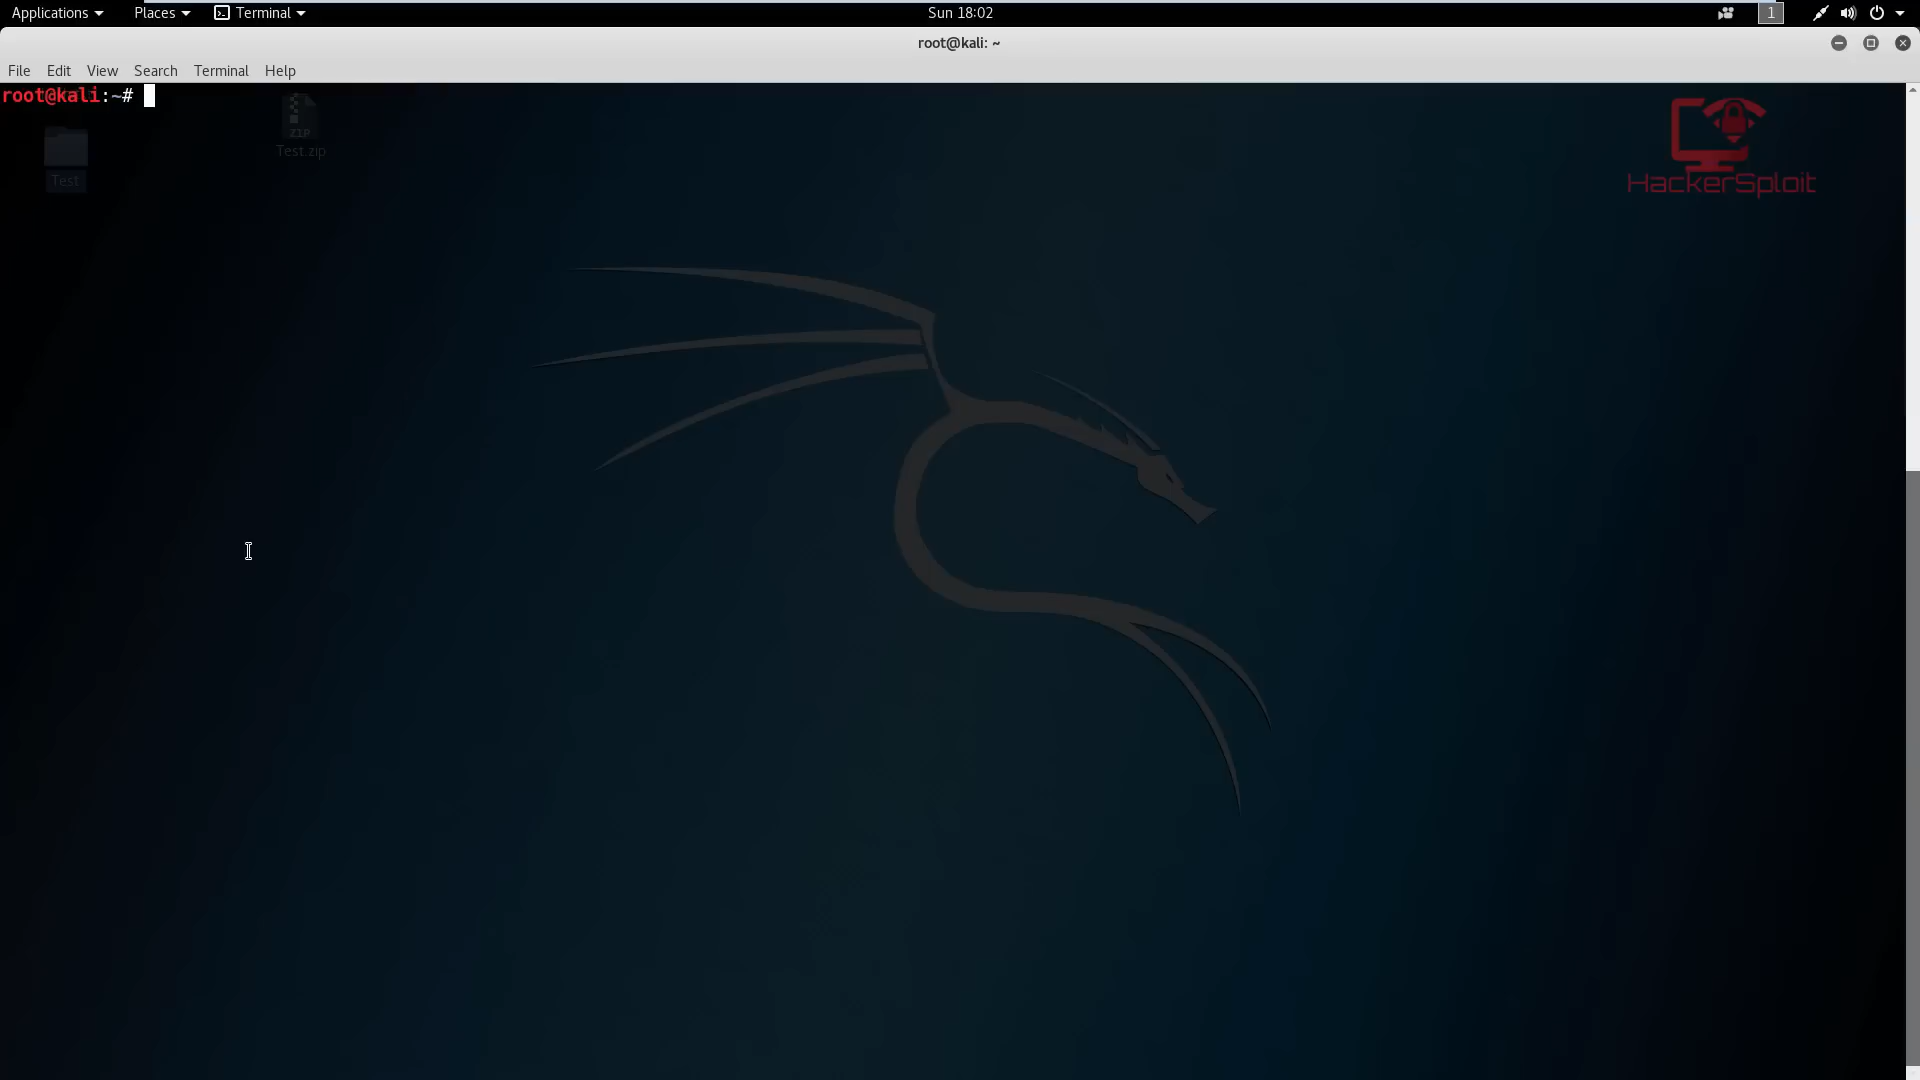 Applications Places Terminal Sun 18:02 1
root@kali: ~
File Edit View Search Terminal Help
root@kali:~#
ZIP
Test.zip
Test
HackerSploit